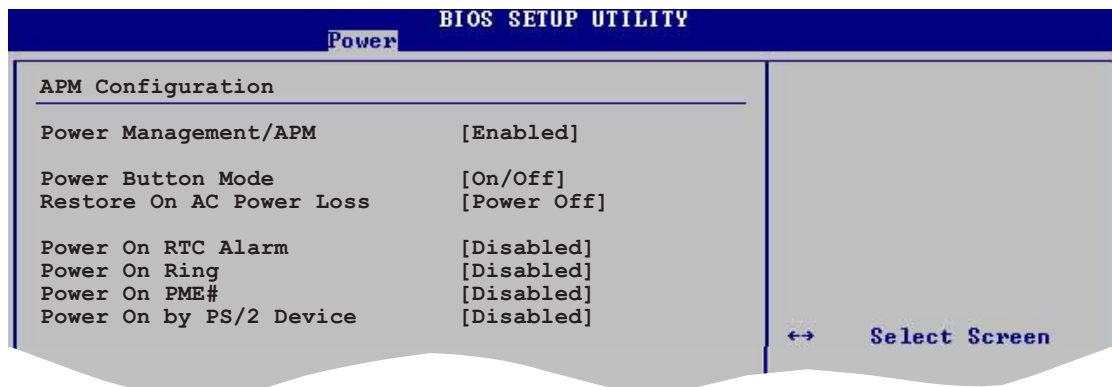 BIOS SETUP UTILITY
Power
APM Configuration
Power Management/APM [Enabled]
Power Button Mode [On/Off]
Restore On AC Power Loss [Power Off]
Power On RTC Alarm [Disabled]
Power On Ring [Disabled]
Power On PME# [Disabled]
Power On by PS/2 Device [Disabled]
↔ Select Screen